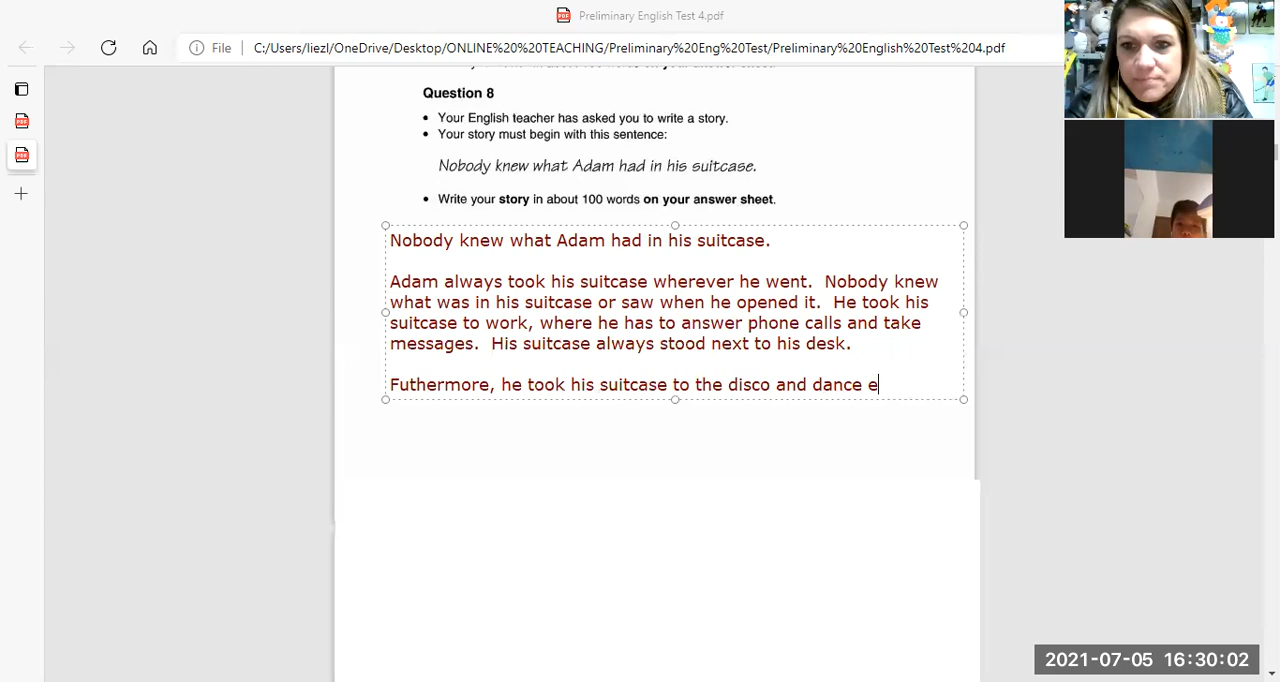 Preliminary English Test 4.pdf
File
C:/Users/liezl/OneDrive/Desktop/ONLINE%20%20TEACHING/Preliminary%20Eng%20Test/Preliminary%20English%20Test%204.pdf
Question 8
• Your English teacher has asked you to write a story.
• Your story must begin with this sentence:
Nobody knew what Adam had in his suitcase.
• Write your story in about 100 words on your answer sheet.
Nobody knew what Adam had in his suitcase.
Adam always took his suitcase wherever he went.  Nobody knew
what was in his suitcase or saw when he opened it.  He took his
suitcase to work, where he has to answer phone calls and take
messages.  His suitcase always stood next to his desk.
Futhermore, he took his suitcase to the disco and dance e
2021-07-05 16:30:02